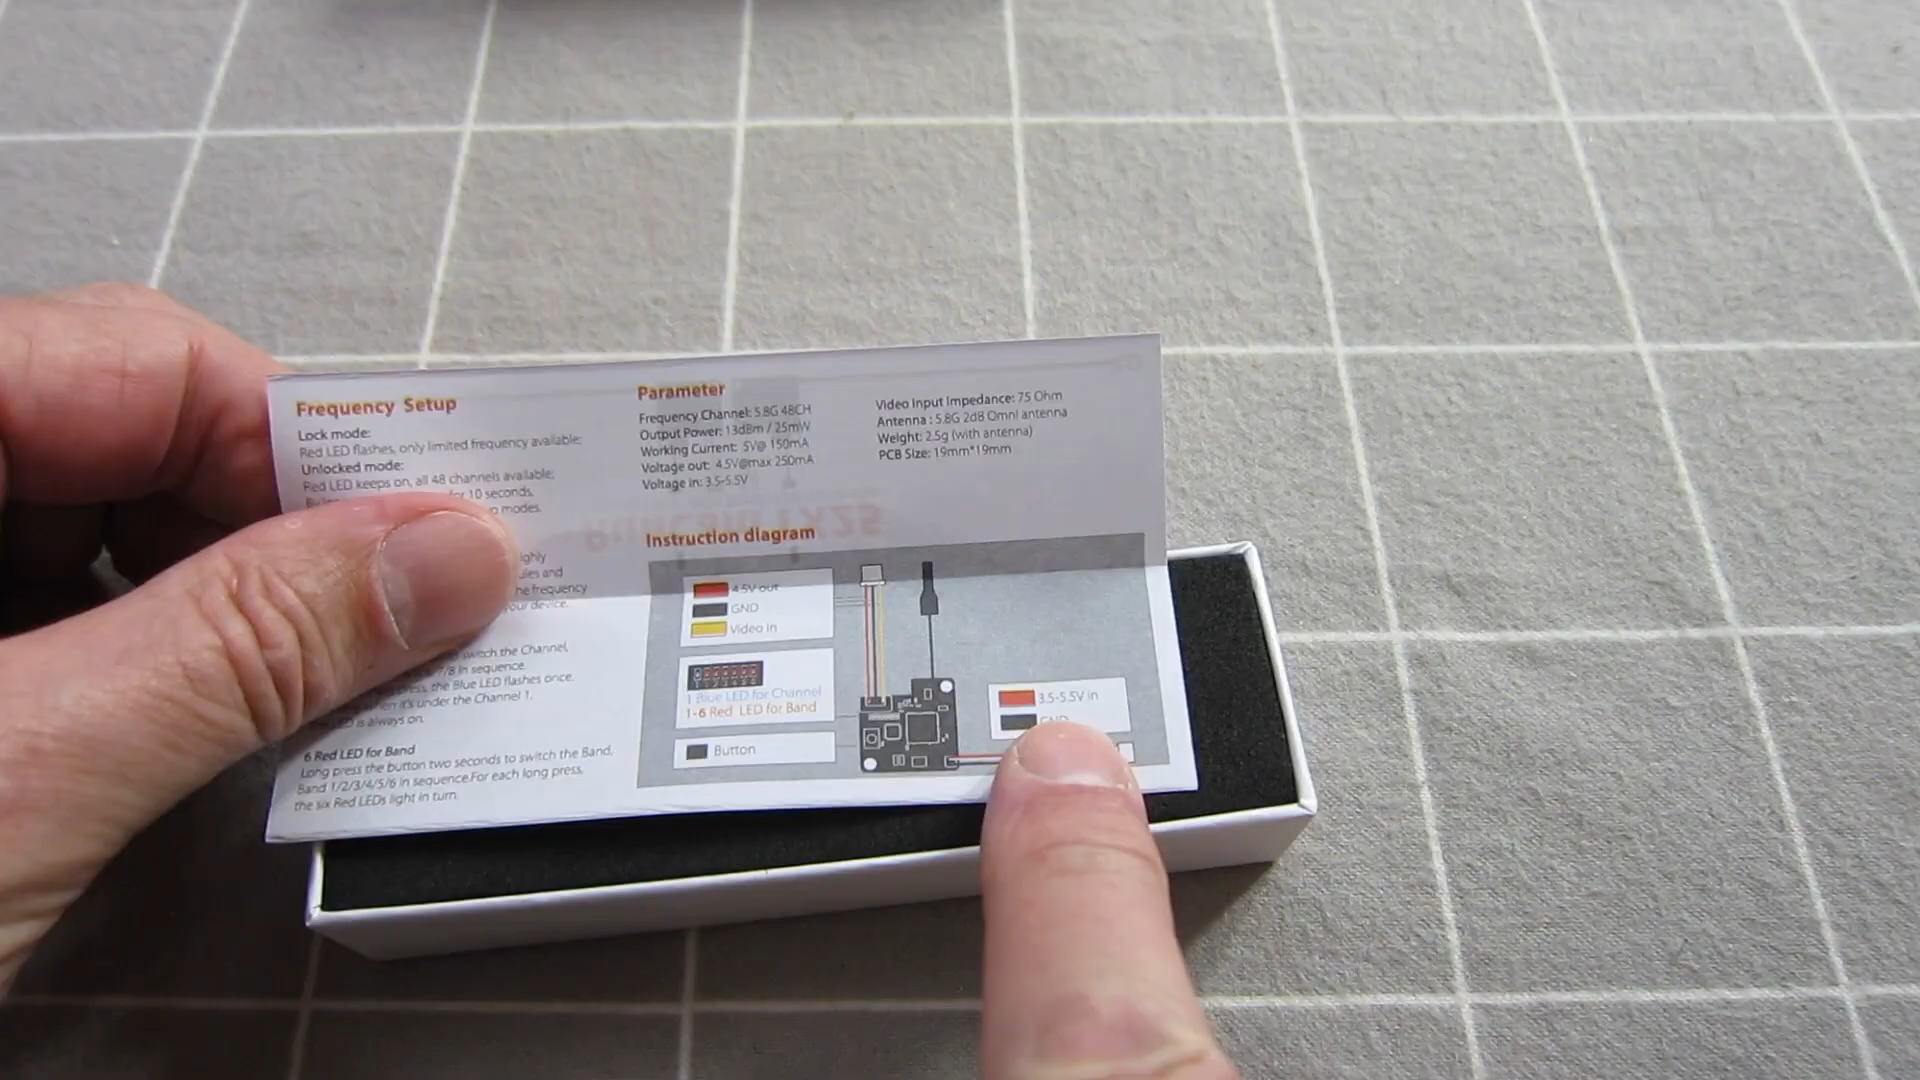 Frequency Setup
Lock mode:
Red LED flashes, only limited frequency available;
Unlocked mode:
Red LED keeps on, all 48 channels available;
for 10 seconds,
modes.
ules and
he frequency
your device.
switch the Channel,
7/8 in sequence.
press, the Blue LED flashes once.
when it's under the Channel 1,
is always on.
6 Red LED for Band
Long press the button two seconds to switch the Band,
Band 1/2/3/4/5/6 in sequence.For each long press,
the six Red LEDs light in turn.
Parameter
Frequency Channel: 5.8G 48CH
Output Power: 13dBm / 25mW
Working Current: 5V@ 150mA
Voltage out: 4.5V@max 250mA
Voltage in: 3.5-5.5V
Video Input Impedance: 75 Ohm
Antenna : 5.8G 2dB Omni antenna
Weight: 2.5g (with antenna)
PCB Size: 19mm*19mm
Instruction diagram
4.5V out
GND
Video in
1 Blue LED for Channel
1-6 Red LED for Band
Button
3.5-5.5V in
GND